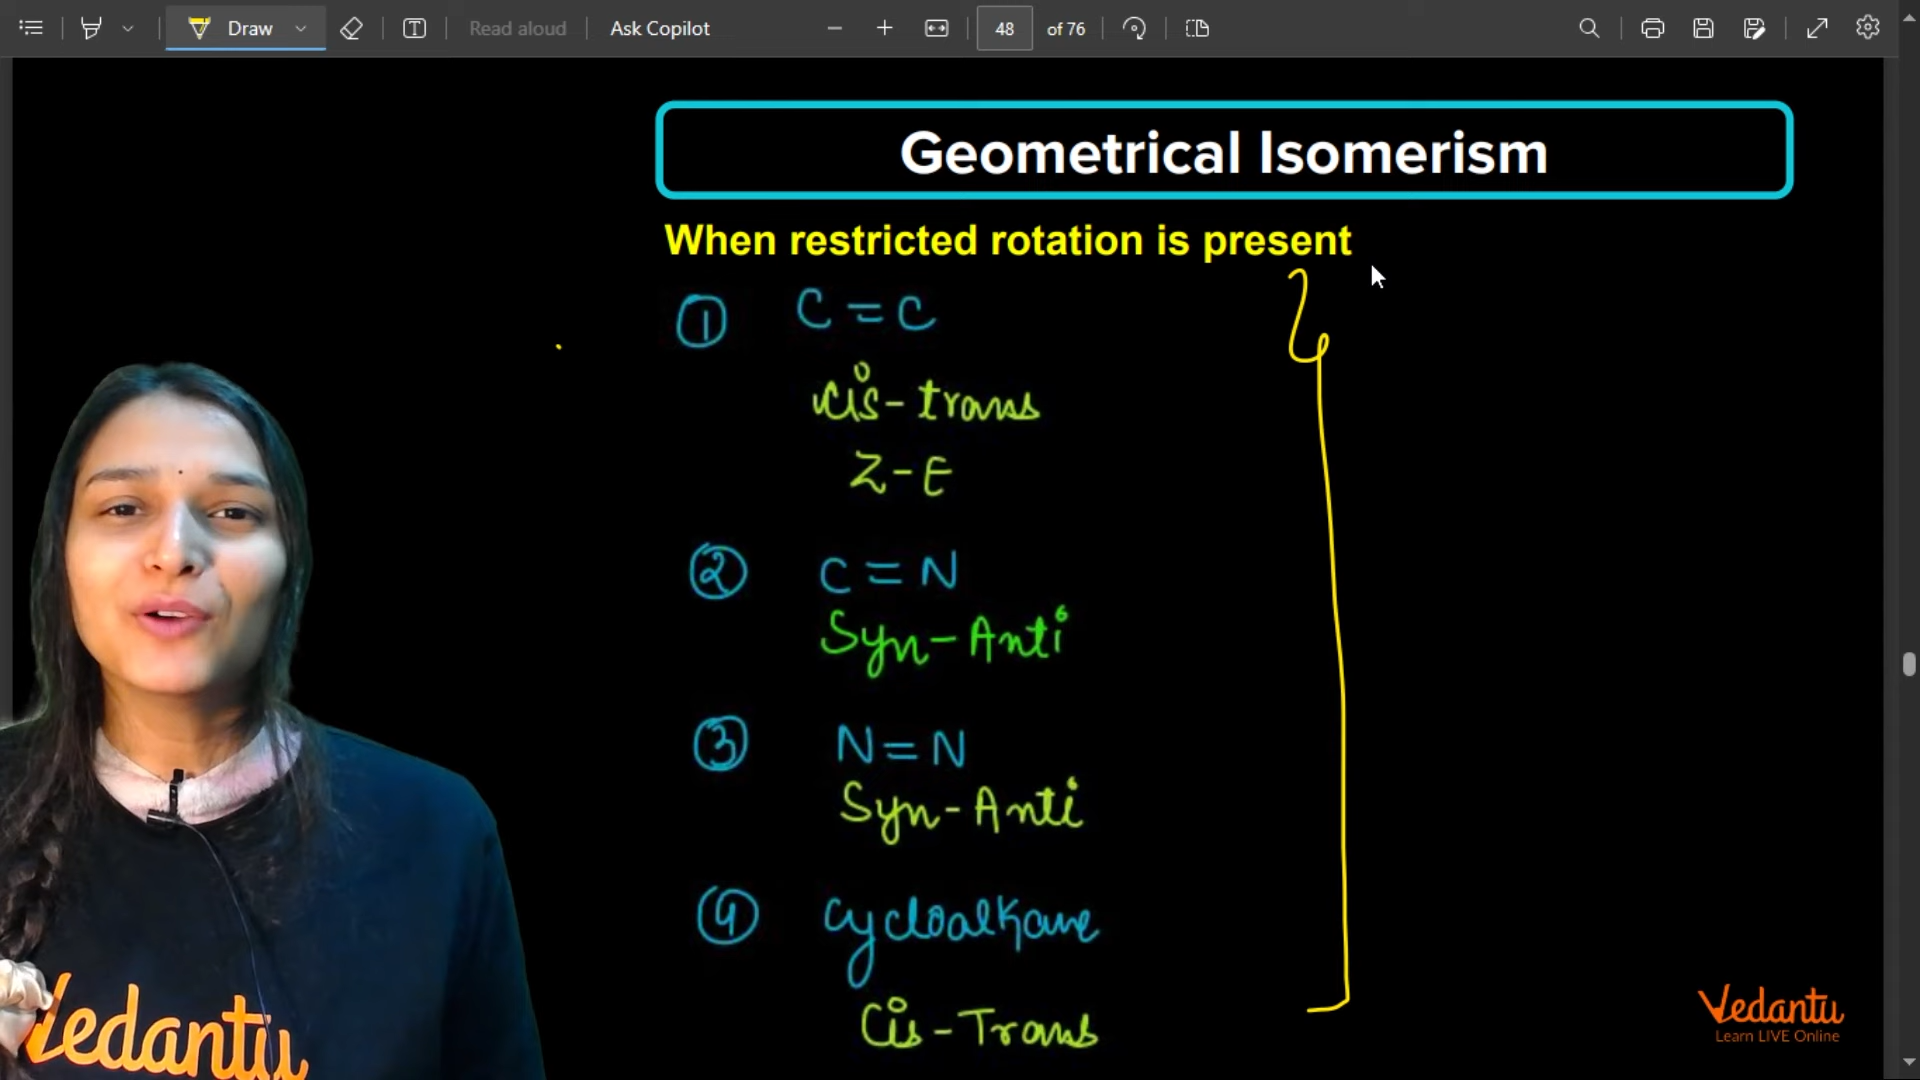 Draw
Read aloud
Ask Copilot
48
of 76
Geometrical Isomerism
When restricted rotation is present
① C = C
Cis - trans
Z - E
② C = N
Syn - Anti
③ N = N
Syn - Anti
④ Cycloalkane
Cis - Trans
Vedantu
Vedantu
Learn LIVE Online